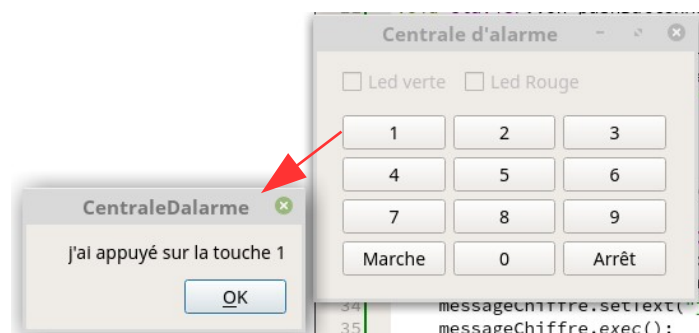 Centrale d'alarme
Led verte Led Rouge
1 2 3
4 5 6
7 8 9
Marche 0 Arrêt
CentraleDalarme
j'ai appuyé sur la touche 1
OK
34 messageChiffre.setText("
35 messageChiffre.exec();